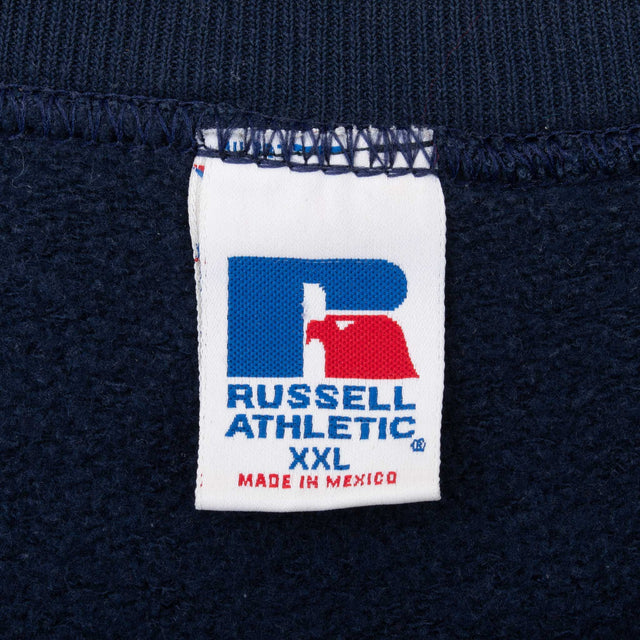 RUSSELL
ATHLETIC ®
XXL
MADE IN MEXICO